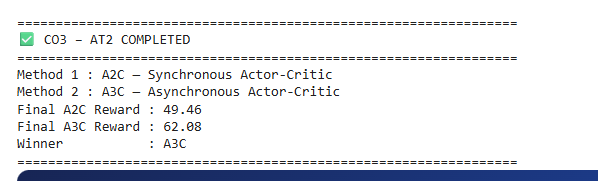 =================================================================
✅ CO3 – AT2 COMPLETED
=================================================================
Method 1 : A2C — Synchronous Actor-Critic
Method 2 : A3C — Asynchronous Actor-Critic
Final A2C Reward : 49.46
Final A3C Reward : 62.08
Winner           : A3C
=================================================================